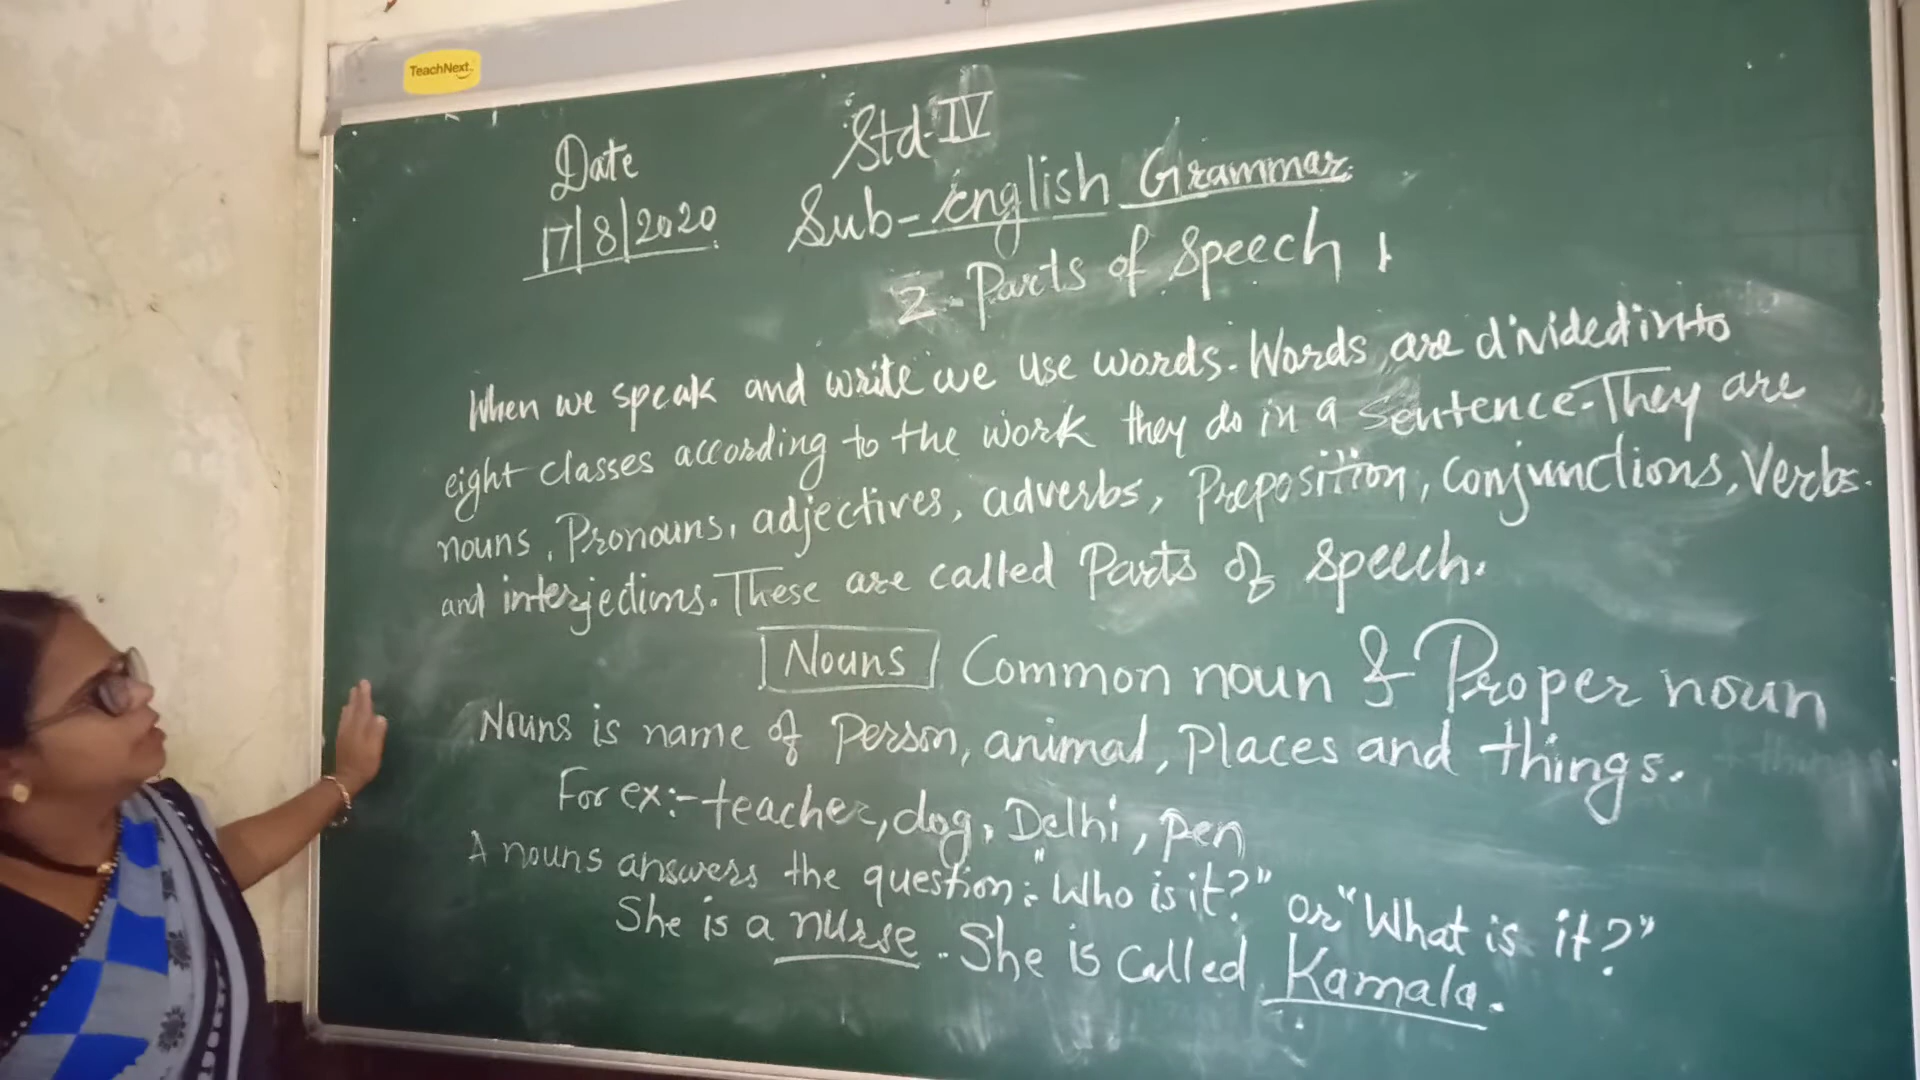 TeachNext
Date
17/8/2020
Std-IV
Sub-English Grammar.
2-Parts of Speech
When we speak and write we use words. Words are divided into
eight classes according to the work they do in a sentence. They are
nouns, Pronouns, adjectives, adverbs, Preposition, Conjunctions, Verbs.
and interjections. These are called Parts of speech.
Nouns Common noun & Proper noun
Nouns is name of Person, animal, Places and things.
For ex:- teacher, dog, Delhi, pen
A nouns answers the question: "Who is it?" or "What is it?"
She is a nurse. She is called Kamala.